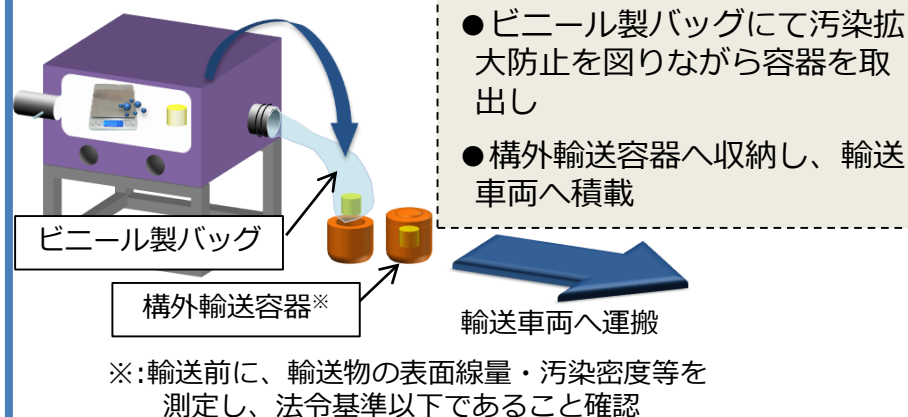 ●ビニール製バッグにて汚染拡
大防止を図りながら容器を取
出し
●構外輸送容器へ収納し、輸送
車両へ積載
ビニール製バッグ
構外輸送容器※
輸送車両へ運搬
※:輸送前に、輸送物の表面線量・汚染密度等を
測定し、法令基準以下であること確認